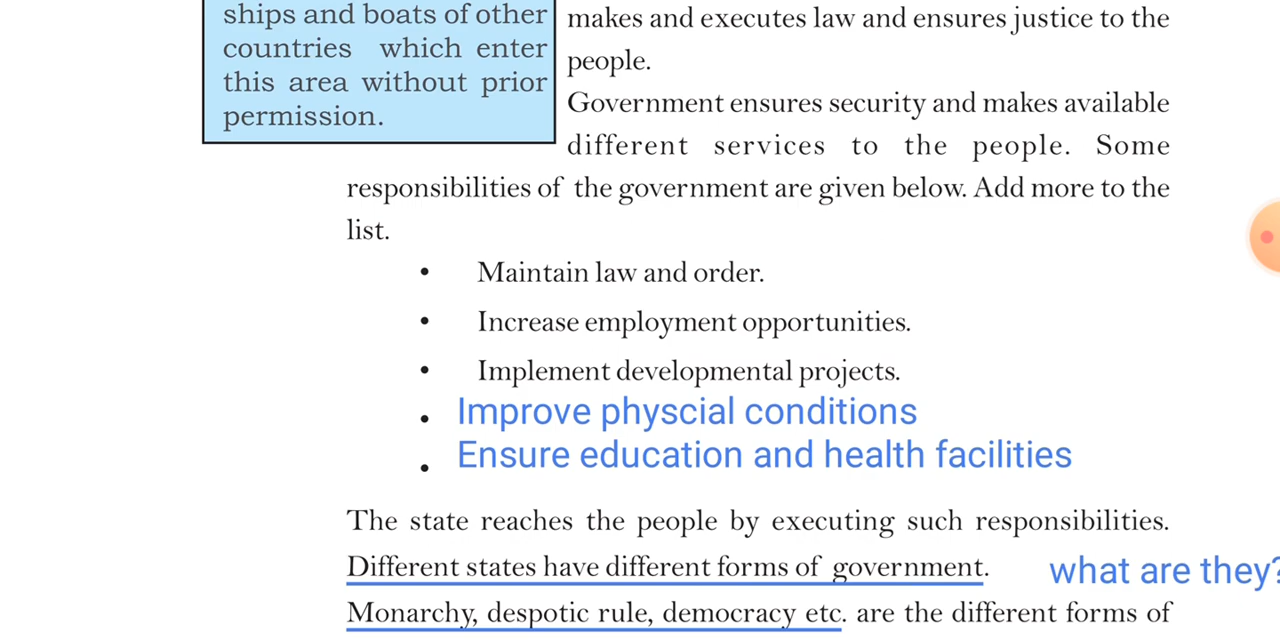 ships and boats of other
countries which enter
this area without prior
permission.
makes and executes law and ensures justice to the
people.
Government ensures security and makes available
different services to the people. Some
responsibilities of the government are given below. Add more to the
list.
• Maintain law and order.
• Increase employment opportunities.
• Implement developmental projects.
• Improve physcial conditions
• Ensure education and health facilities
The state reaches the people by executing such responsibilities.
Different states have different forms of government. what are they?
Monarchy, despotic rule, democracy etc. are the different forms of